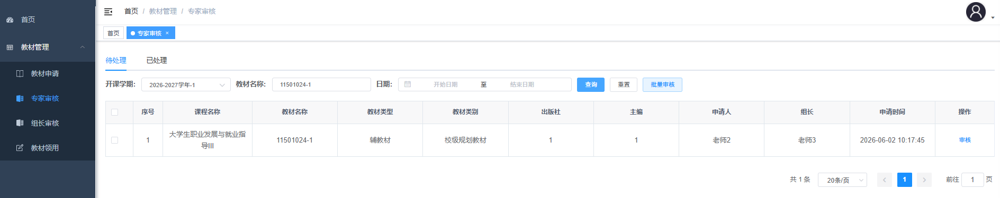 首页
教材管理
教材申请
专家审核
组长审核
教材领用
首页 / 教材管理 / 专家审核
首页 专家审核 ×
待处理 已处理
开课学期: 2026-2027学年-1 教材名称: 11501024-1 日期: 开始日期 至 结束日期 查询 重置 批量审核
序号 课程名称 教材名称 教材类型 教材类别 出版社 主编 申请人 组长 申请时间 操作
1 大学生职业发展与就业指导III 11501024-1 辅教材 校级规划教材 1 1 老师2 老师3 2026-06-02 10:17:45 审核
共 1 条 20条/页 1 前往 1 页